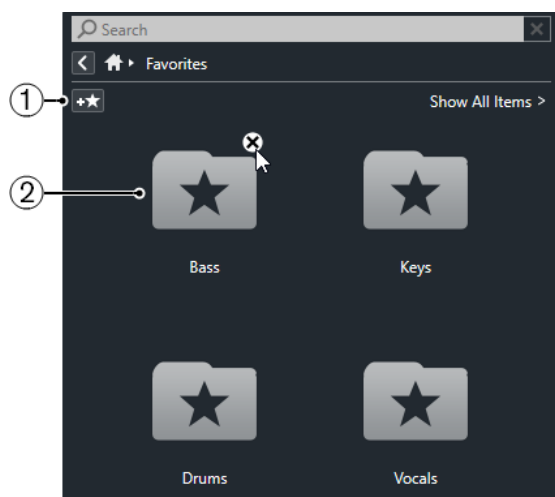 Search
Favorites
1
Show All Items >
2
Bass
Keys
Drums
Vocals